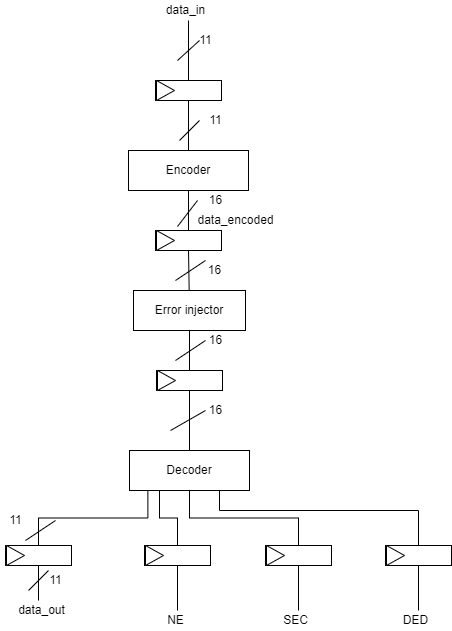 data_in
11
11
Encoder
16
data_encoded
16
Error injector
16
16
Decoder
11
11
data_out
NE
SEC
DED